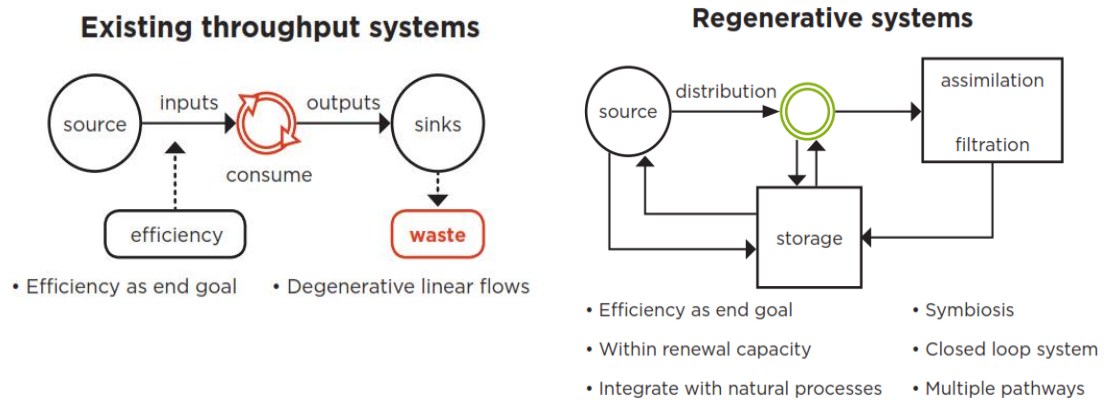 Existing throughput systems
source
inputs
outputs
sinks
consume
efficiency
waste
• Efficiency as end goal
• Degenerative linear flows
Regenerative systems
source
distribution
assimilation
filtration
storage
• Efficiency as end goal
• Symbiosis
• Within renewal capacity
• Closed loop system
• Integrate with natural processes
• Multiple pathways